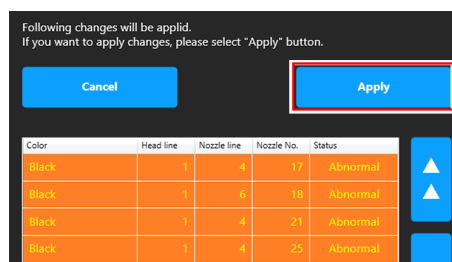 Following changes will be applid.
If you want to apply changes, please select "Apply" button.
Cancel Apply
Color Head line Nozzle line Nozzle No. Status
Black 1 4 17 Abnormal
Black 1 6 18 Abnormal
Black 1 4 21 Abnormal
Black 1 4 25 Abnormal